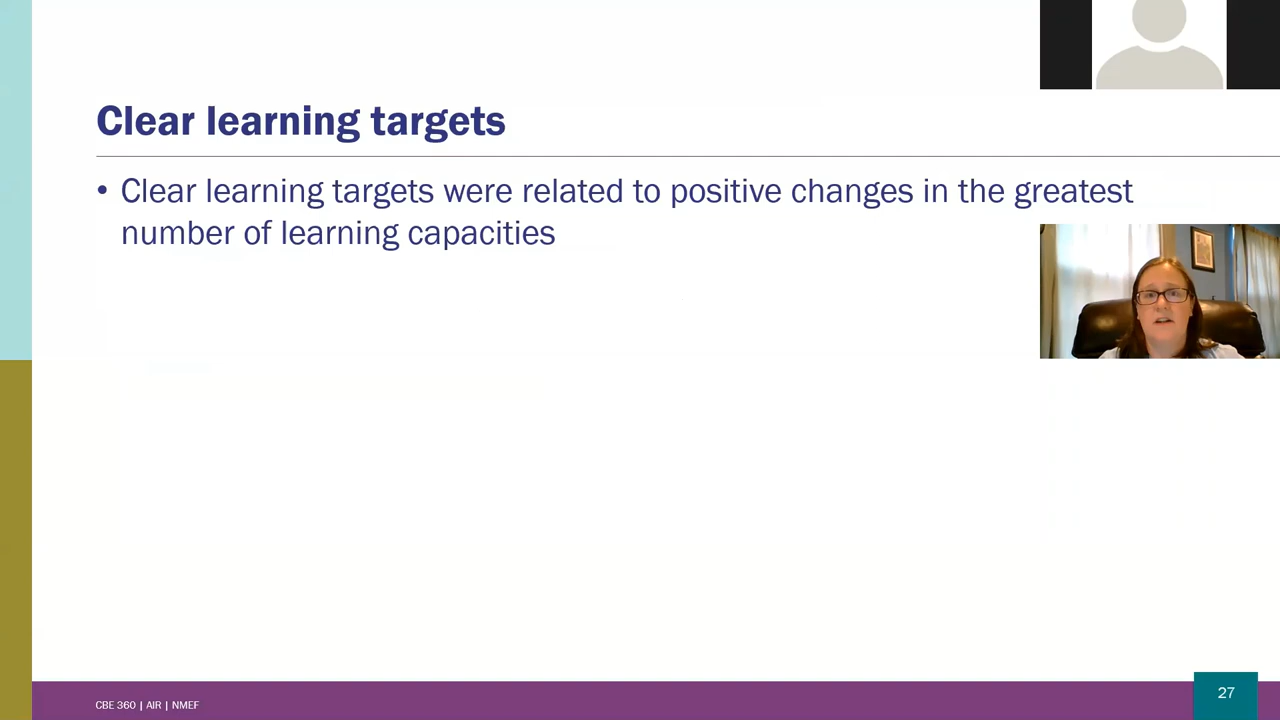 Clear learning targets
• Clear learning targets were related to positive changes in the greatest
number of learning capacities
CBE 360 | AIR | NMEF
27